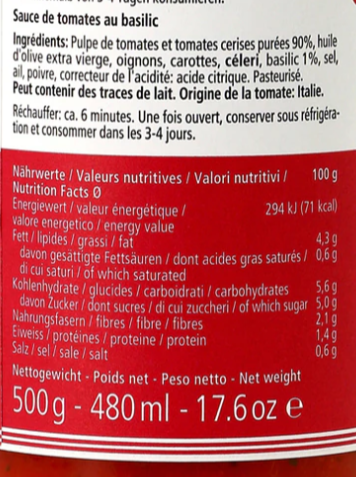 Sauce de tomates au basilic
Ingrédients: Pulpe de tomates et tomates cerises purées 90%, huile
d'olive extra vierge, oignons, carottes, céleri, basilic 1%, sel,
ail, poivre, correcteur de l'acidité: acide citrique. Pasteurisé.
Peut contenir des traces de lait. Origine de la tomate: Italie.
Réchauffer: ca. 6 minutes. Une fois ouvert, conserver sous réfrigéra-
tion et consommer dans les 3-4 jours.
Nährwerte / Valeurs nutritives / Valori nutritivi / 100 g
Nutrition Facts Ø
Energiewert / valeur énergétique / 294 kJ (71 kcal)
valore energetico / energy value
Fett / lipides / grassi / fat 4,3 g
davon gesättigte Fettsäuren / dont acides gras saturés / 0,6 g
di cui saturi / of which saturated
Kohlenhydrate / glucides / carboidrati / carbohydrates 5,6 g
davon Zucker / dont sucres / di cui zuccheri / of which sugar 5,0 g
Nahrungsfasern / fibres / fibre / fibres 2,1 g
Eiweiss / protéines / proteine / protein 1,4 g
Salz / sel / sale / salt 0,6 g
Nettogewicht - Poids net - Peso netto - Net weight
500 g - 480 ml - 17.6 oz e